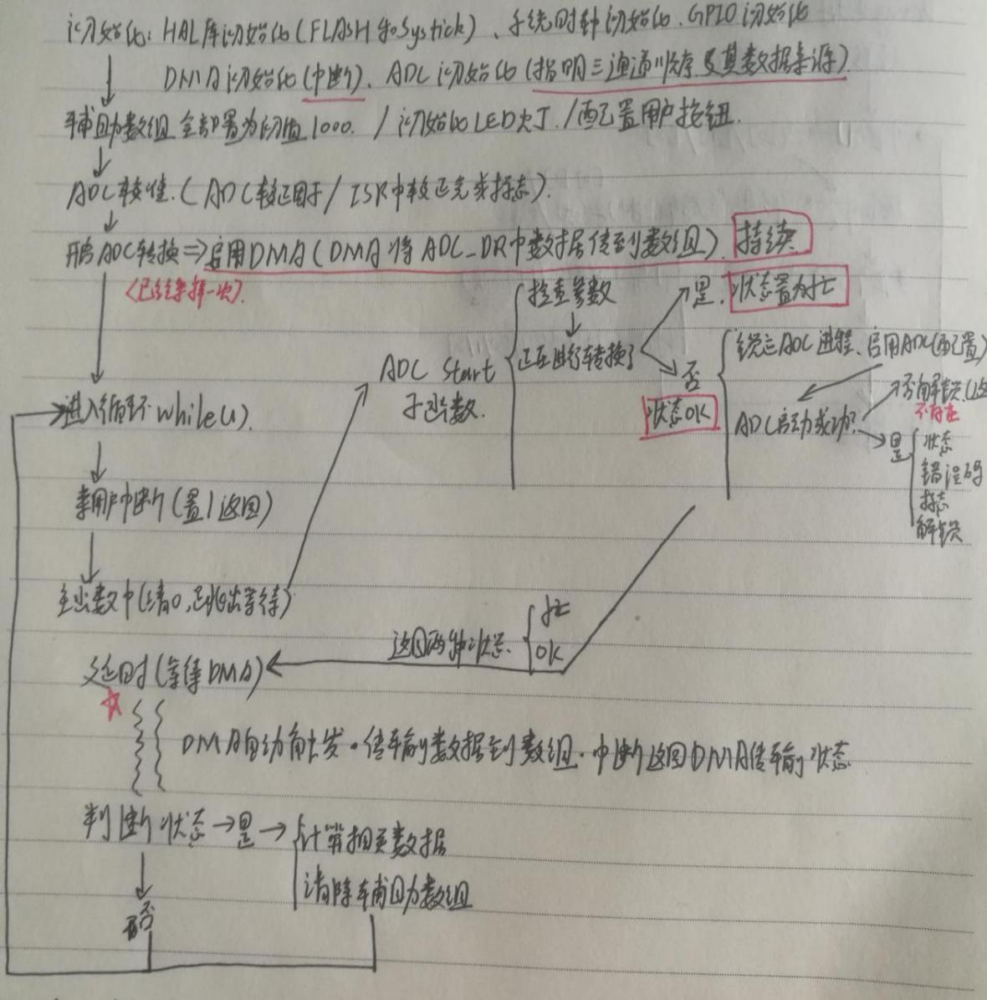 初始化: HAL库初始化(FLASH和Systick)、系统时钟初始化、GPIO初始化
DMA初始化(中断)、ADC初始化(指明三通道顺序及其数据来源)
辅助数组全部置为初值1000. / 初始化LED灯. / 配置用户按钮.
ADC校准.(ADC校正因子/ISR中校正完成标志).
开启ADC转换⇒启用DMA(DMA将ADC_DR中数据传到数组) 持续
(已经采样一次).
检查参数
是. 状态置为忙
正在进行转换?
锁定ADC进程、启用ADC(配置)
ADC Start
子函数.
否
状态OK
否 解锁.(返
不存在
进入循环while(1)
ADC启动成功?
是 状态
错误码
标志
解锁
用户中断(置1返回)
主函数中(清0,跳出等待)
忙
返回两种状态.
OK
延时(等待DMA)
DMA自动触发.传输数据到数组.中断返回DMA传输状态
判断状态→是→计算相关数据
清除辅助数组
否